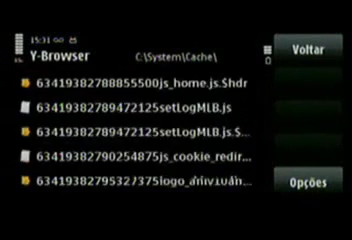 15:31
Y-Browser C:\System\Cache\ Voltar
63419382788855500js_home.js.$hdr
63419382789472125setLogMLB.js
63419382789472125setLogMLB.js.$...
63419382790254875js_cookie_redir...
Opções